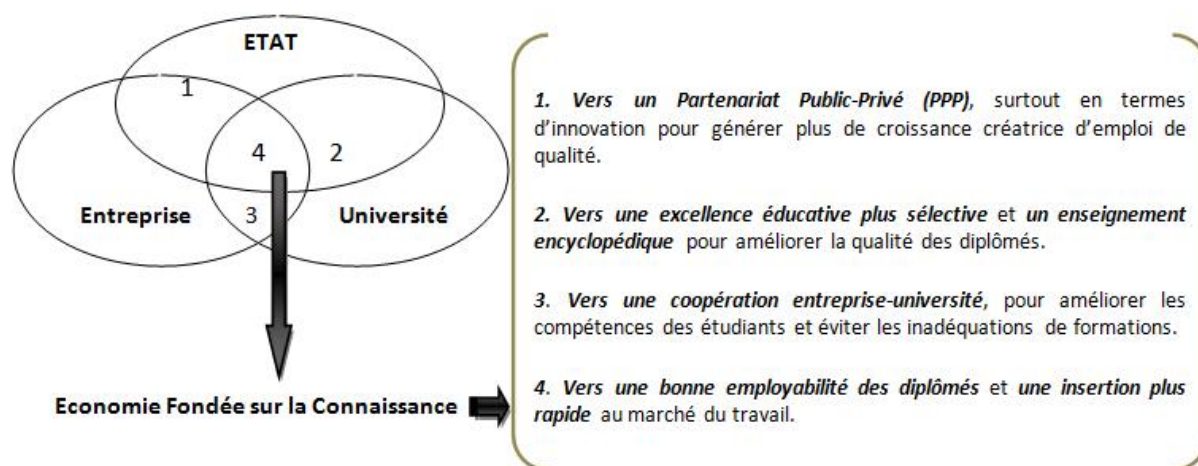 ETAT
1
4
2
Entreprise
3
Université
Economie Fondée sur la Connaissance
1. Vers un Partenariat Public-Privé (PPP), surtout en termes
d'innovation pour générer plus de croissance créatrice d'emploi de
qualité.
2. Vers une excellence éducative plus sélective et un enseignement
encyclopédique pour améliorer la qualité des diplômés.
3. Vers une coopération entreprise-université, pour améliorer les
compétences des étudiants et éviter les inadéquations de formations.
4. Vers une bonne employabilité des diplômés et une insertion plus
rapide au marché du travail.